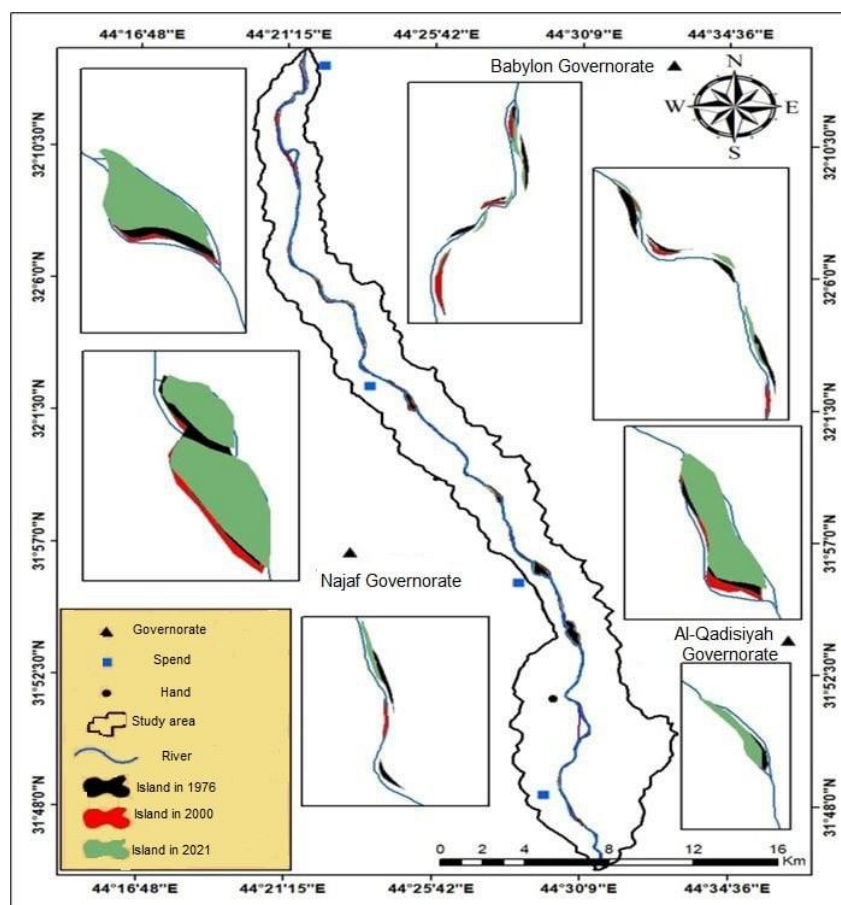 44°16'48"E 44°21'15"E 44°25'42"E 44°30'9"E 44°34'36"E
Babylon Governorate
N
W E
S
32°10'30"N 32°10'30"N
32°6'0"N 32°6'0"N
32°1'30"N 32°1'30"N
31°57'0"N 31°57'0"N
Najaf Governorate
Al-Qadisiyah
Governorate
31°52'30"N 31°52'30"N
31°48'0"N 31°48'0"N
Governorate
Spend
Hand
Study area
River
Island in 1976
Island in 2000
Island in 2021
0 2 4 8 12 16
Km
44°16'48"E 44°21'15"E 44°25'42"E 44°30'9"E 44°34'36"E